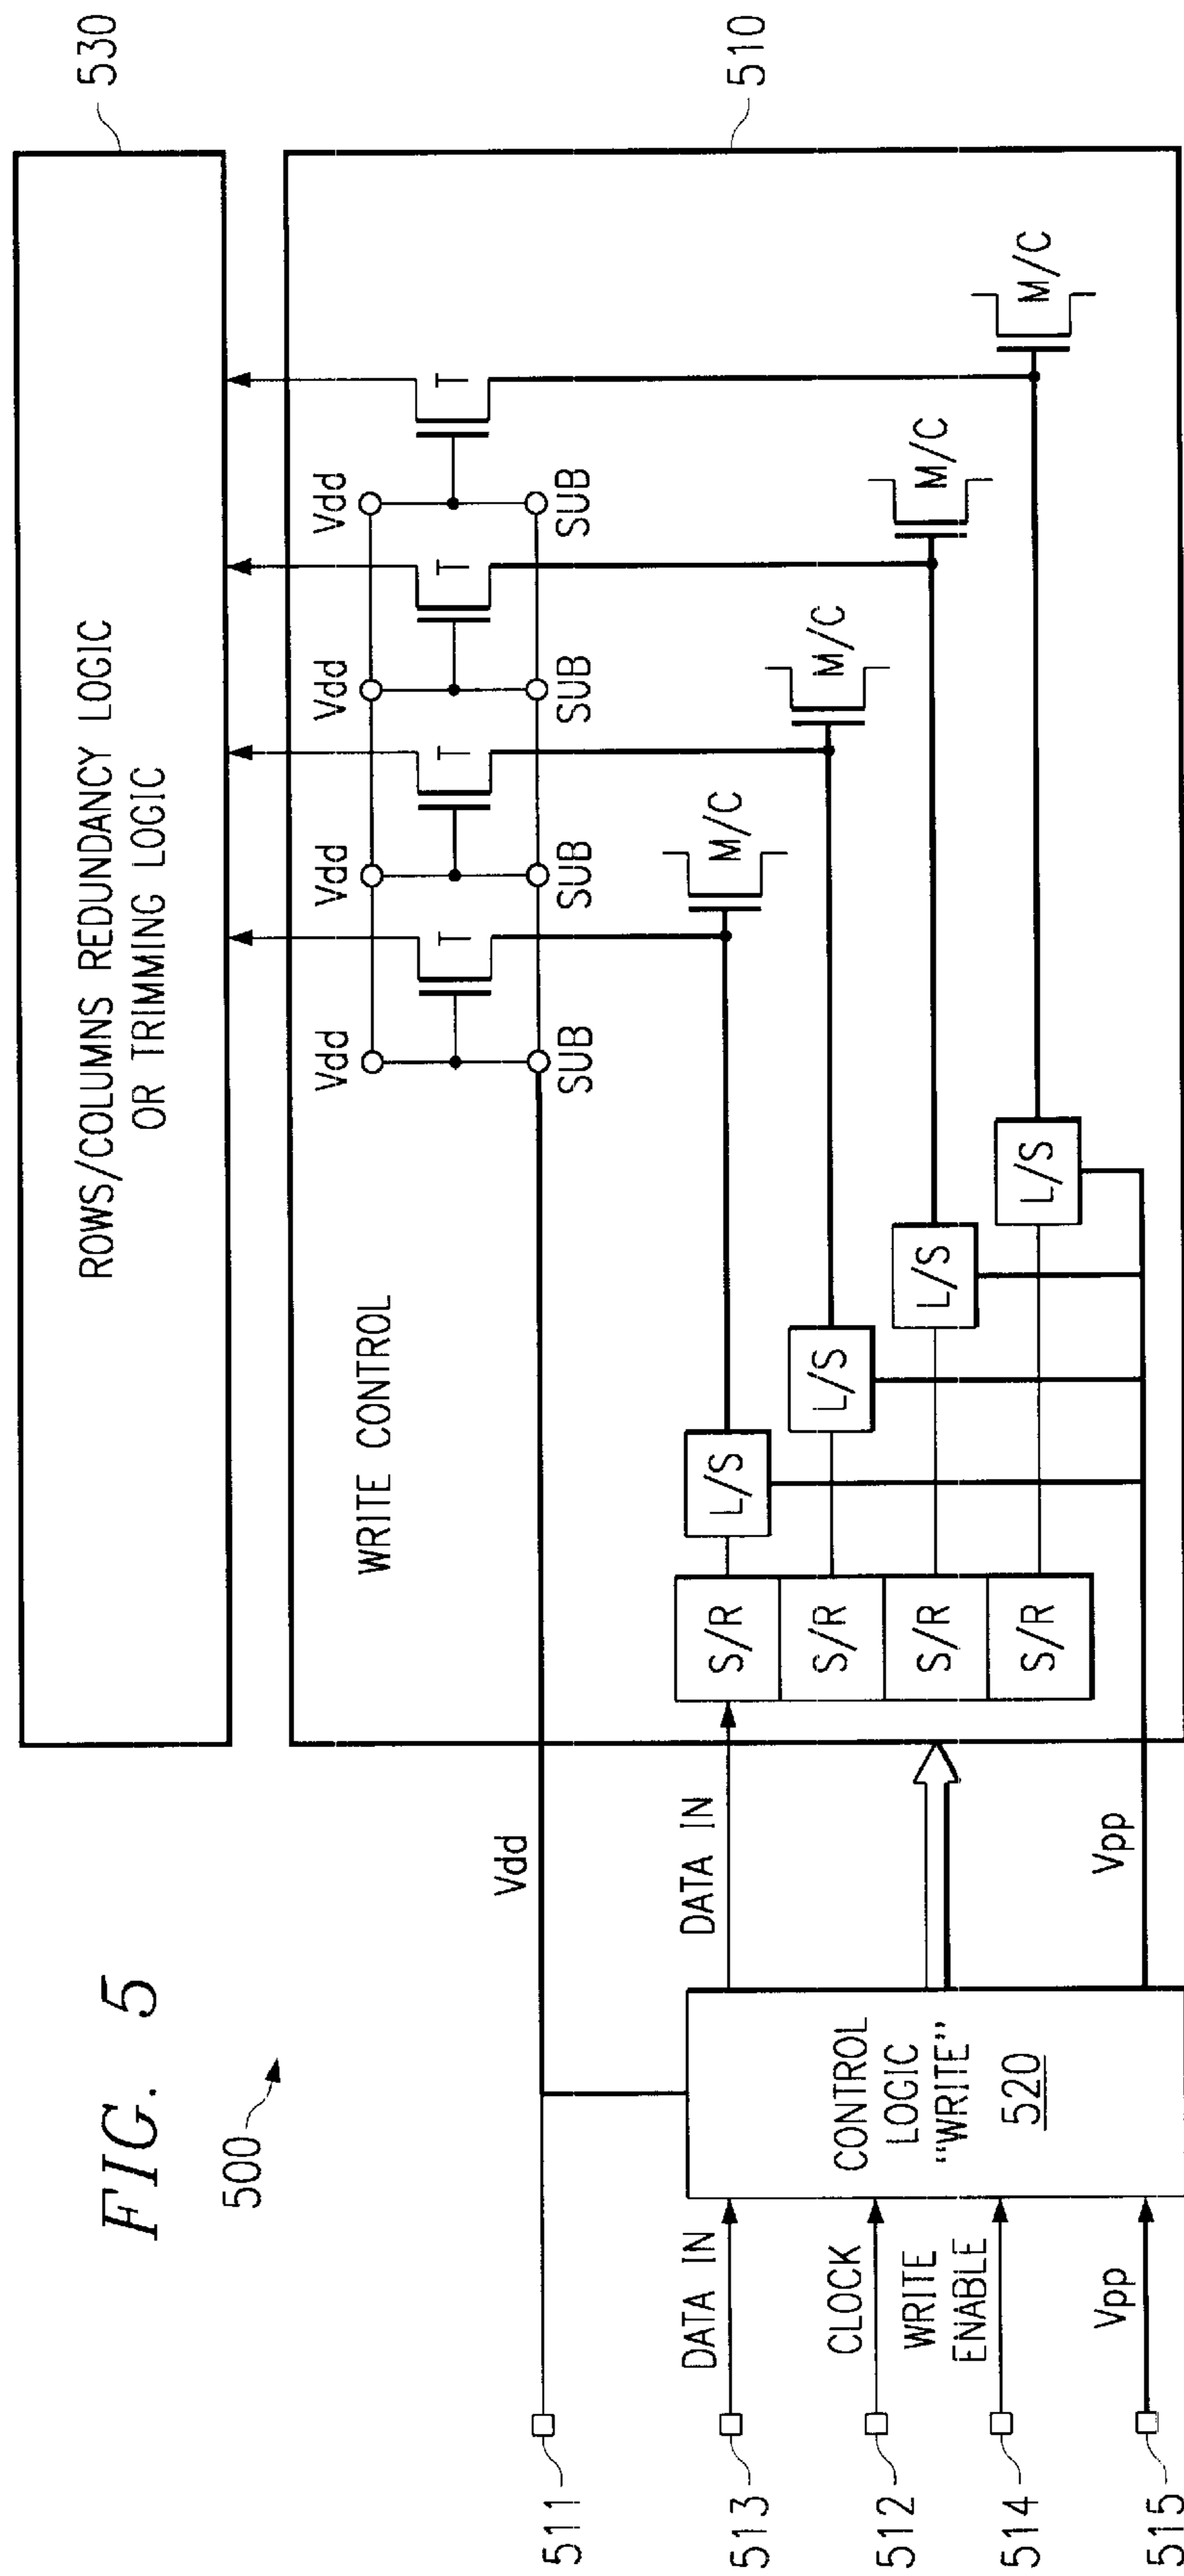 FIG. 5
500
530
ROWS/COLUMNS REDUNDANCY LOGIC
OR TRIMMING LOGIC
510
WRITE CONTROL
Vdd
Vdd
Vdd
Vdd
T
T
T
T
SUB
SUB
SUB
SUB
M/C
M/C
M/C
M/C
L/S
L/S
L/S
L/S
S/R
S/R
S/R
S/R
Vdd
DATA IN
Vpp
CONTROL
LOGIC
“WRITE”
520
DATA IN
CLOCK
WRITE
ENABLE
Vpp
511
513
512
514
515